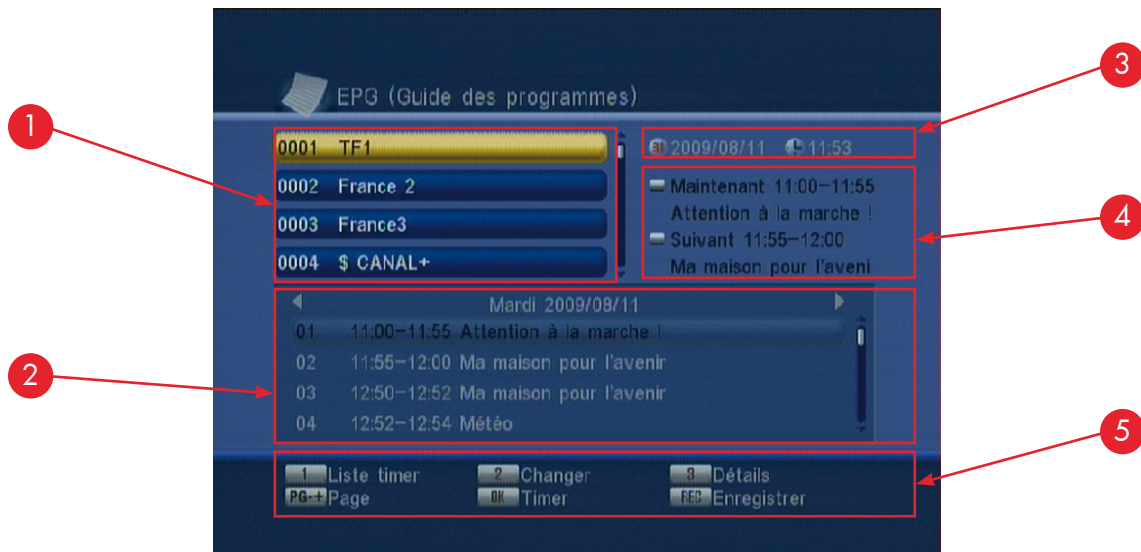 EPG (Guide des programmes)
1
0001 TF1
0002 France 2
0003 France3
0004 $ CANAL+
3
31 2009/08/11 11:53
4
Maintenant 11:00-11:55
Attention à la marche !
Suivant 11:55-12:00
Ma maison pour l'aveni
2
Mardi 2009/08/11
01 11:00-11:55 Attention à la marche !
02 11:55-12:00 Ma maison pour l'avenir
03 12:50-12:52 Ma maison pour l'avenir
04 12:52-12:54 Météo
5
1 Liste timer 2 Changer 3 Détails
PG-+ Page OK Timer REC Enregistrer